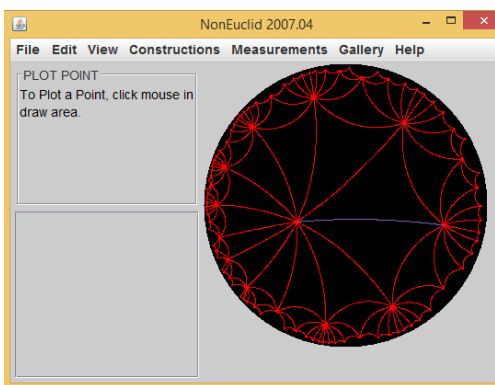 NonEuclid 2007.04
File Edit View Constructions Measurements Gallery Help
PLOT POINT
To Plot a Point, click mouse in
draw area.